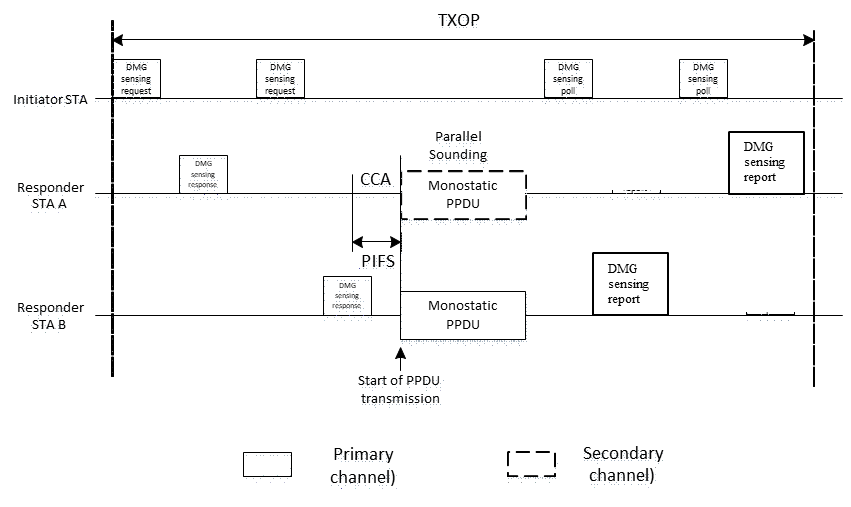 TXOP
DMG
sensing
request
DMG
sensing
request
DMG
sensing
poll
DMG
sensing
poll
Initiator STA
DMG
sensing
response
Responder
STA A
CCA
Parallel
Sounding
Monostatic
PPDU
DMG
sensing
report
PIFS
DMG
sensing
response
Responder
STA B
Monostatic
PPDU
DMG
sensing
report
Start of PPDU
transmission
Primary
channel)
Secondary
channel)